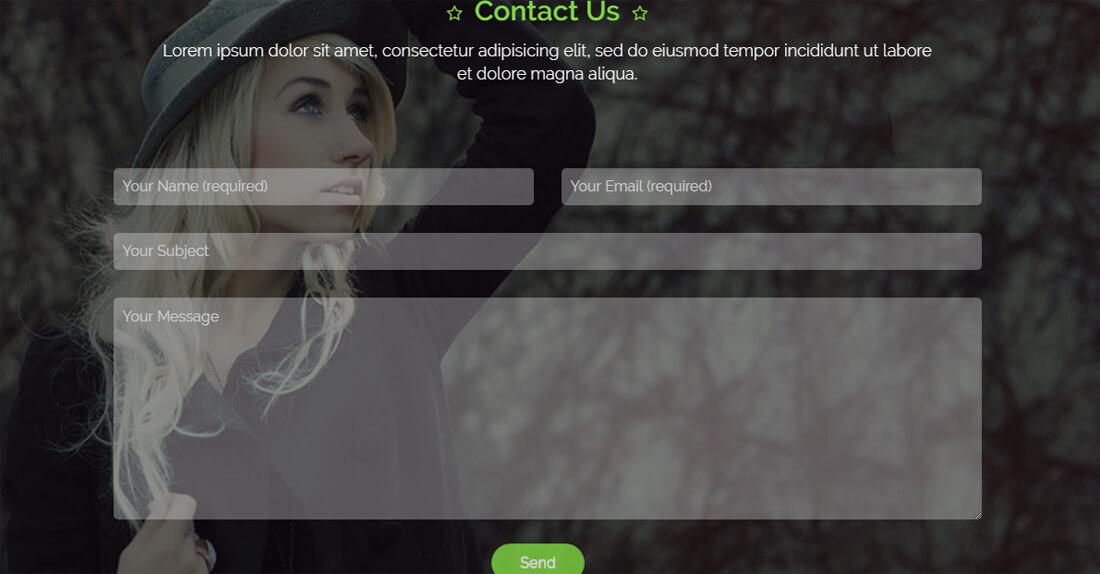 Contact Us
Lorem ipsum dolor sit amet, consectetur adipisicing elit, sed do eiusmod tempor incididunt ut labore
et dolore magna aliqua.
Your Name (required) Your Email (required)
Your Subject
Your Message
Send